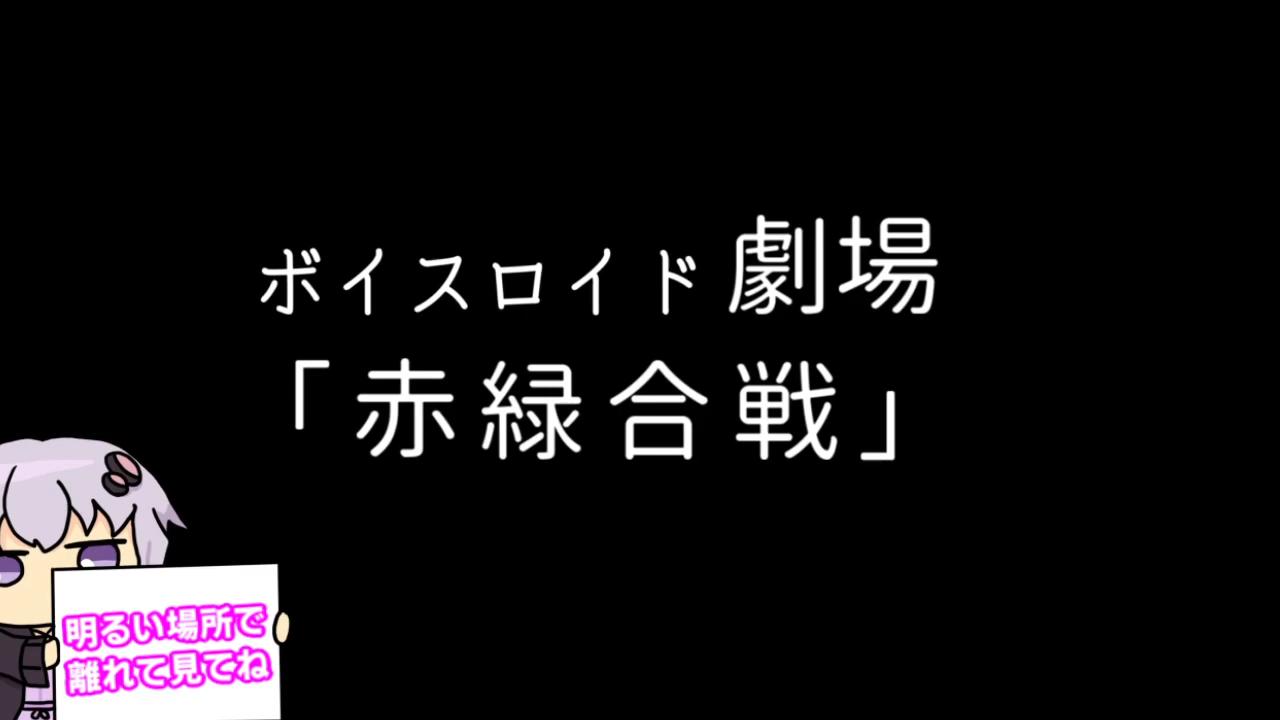 ボイスロイド劇場
「赤緑合戦」
明るい場所で
離れて見てね